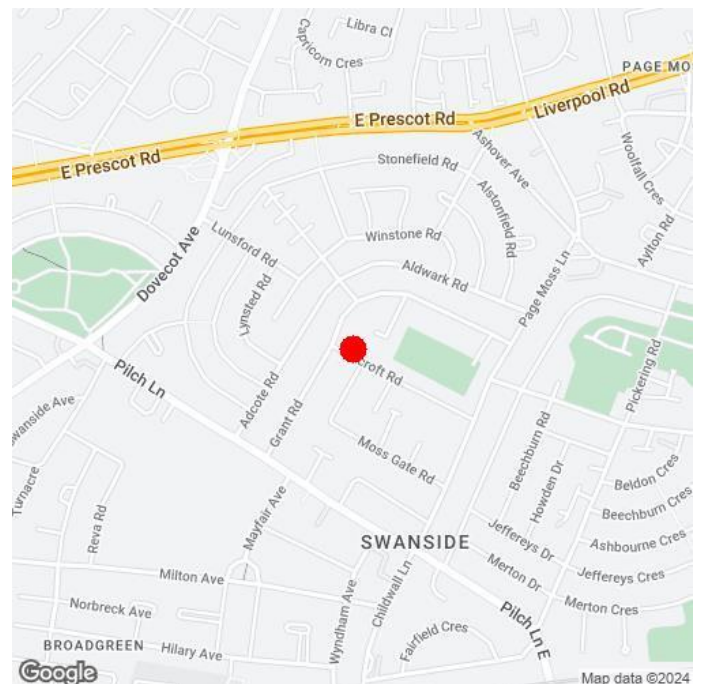 Libra Cl
Capricorn Cres
PAGE MO
Liverpool Rd
E Prescot Rd
E Prescot Rd
Ashover Ave
Stonefield Rd
Woolfall Cres
Alstonfield Rd
Winstone Rd
Lunsford Rd
Dovecot Ave
Aylton Rd
Aldwark Rd
Page Moss Ln
Lynsted Rd
croft Rd
Pilch Ln
Pickering Rd
Adcote Rd
Grant Rd
Swanside Ave
Beechburn Rd
Moss Gate Rd
Howden Dr
Beldon Cres
Turnacre
Reva Rd
Mayfair Ave
Beechburn Cres
SWANSIDE
Jeffereys Dr
Ashbourne Cres
Milton Ave
Childwall Ln
Merton Dr
Jeffereys Cres
Norbreck Ave
Wyndham Ave
Pilch Ln E
Merton Cres
Fairfield Cres
BROADGREEN
Hilary Ave
Google
Map data ©2024